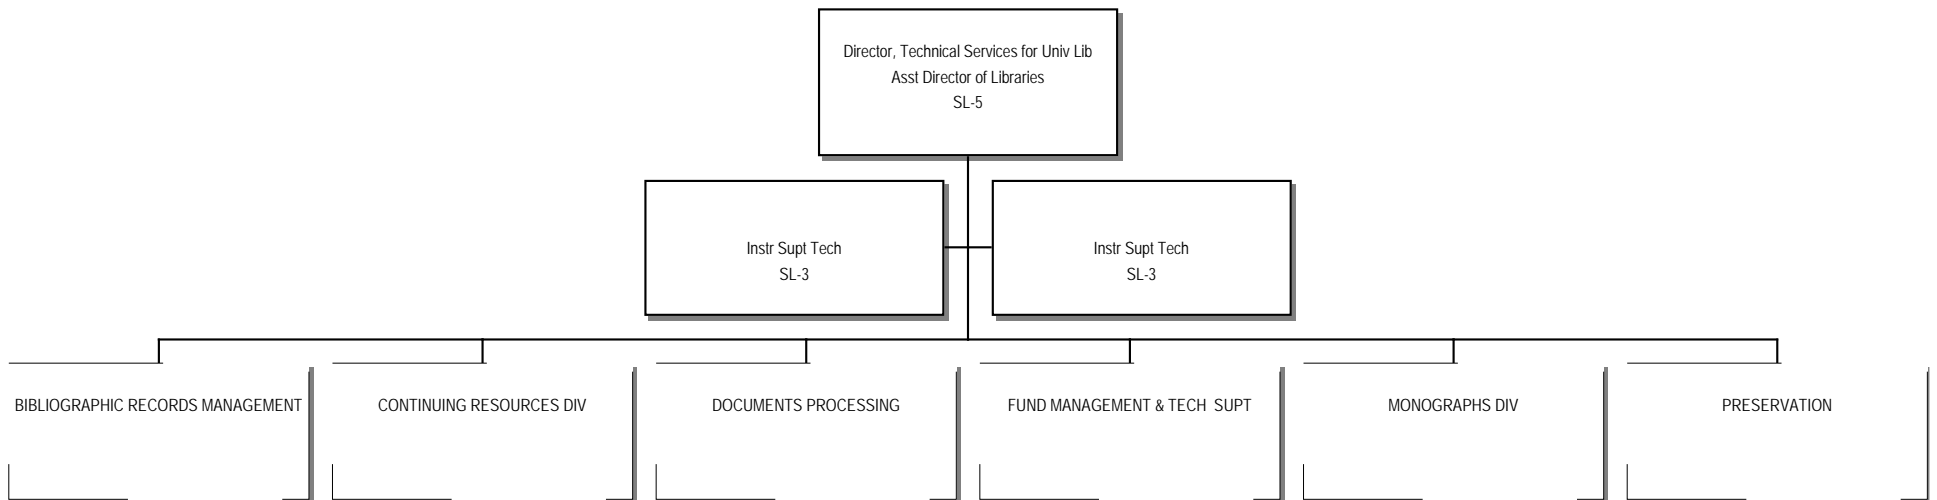 Director, Technical Services for Univ Lib
Asst Director of Libraries
SL-5
Instr Supt Tech
SL-3
Instr Supt Tech
SL-3
BIBLIOGRAPHIC RECORDS MANAGEMENT
CONTINUING RESOURCES DIV
DOCUMENTS PROCESSING
FUND MANAGEMENT & TECH SUPT
MONOGRAPHS DIV
PRESERVATION